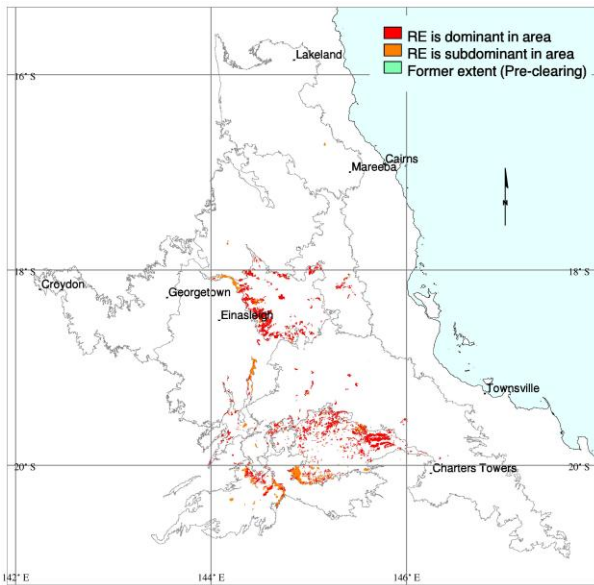 RE is dominant in area
RE is subdominant in area
Former extent (Pre-clearing)
Lakeland
16° S
Cairns
Mareeba
N
18° S
18° S
Croydon
Georgetown
Einasleigh
Townsville
20° S
Charters Towers
20° S
142° E
144° E
146° E